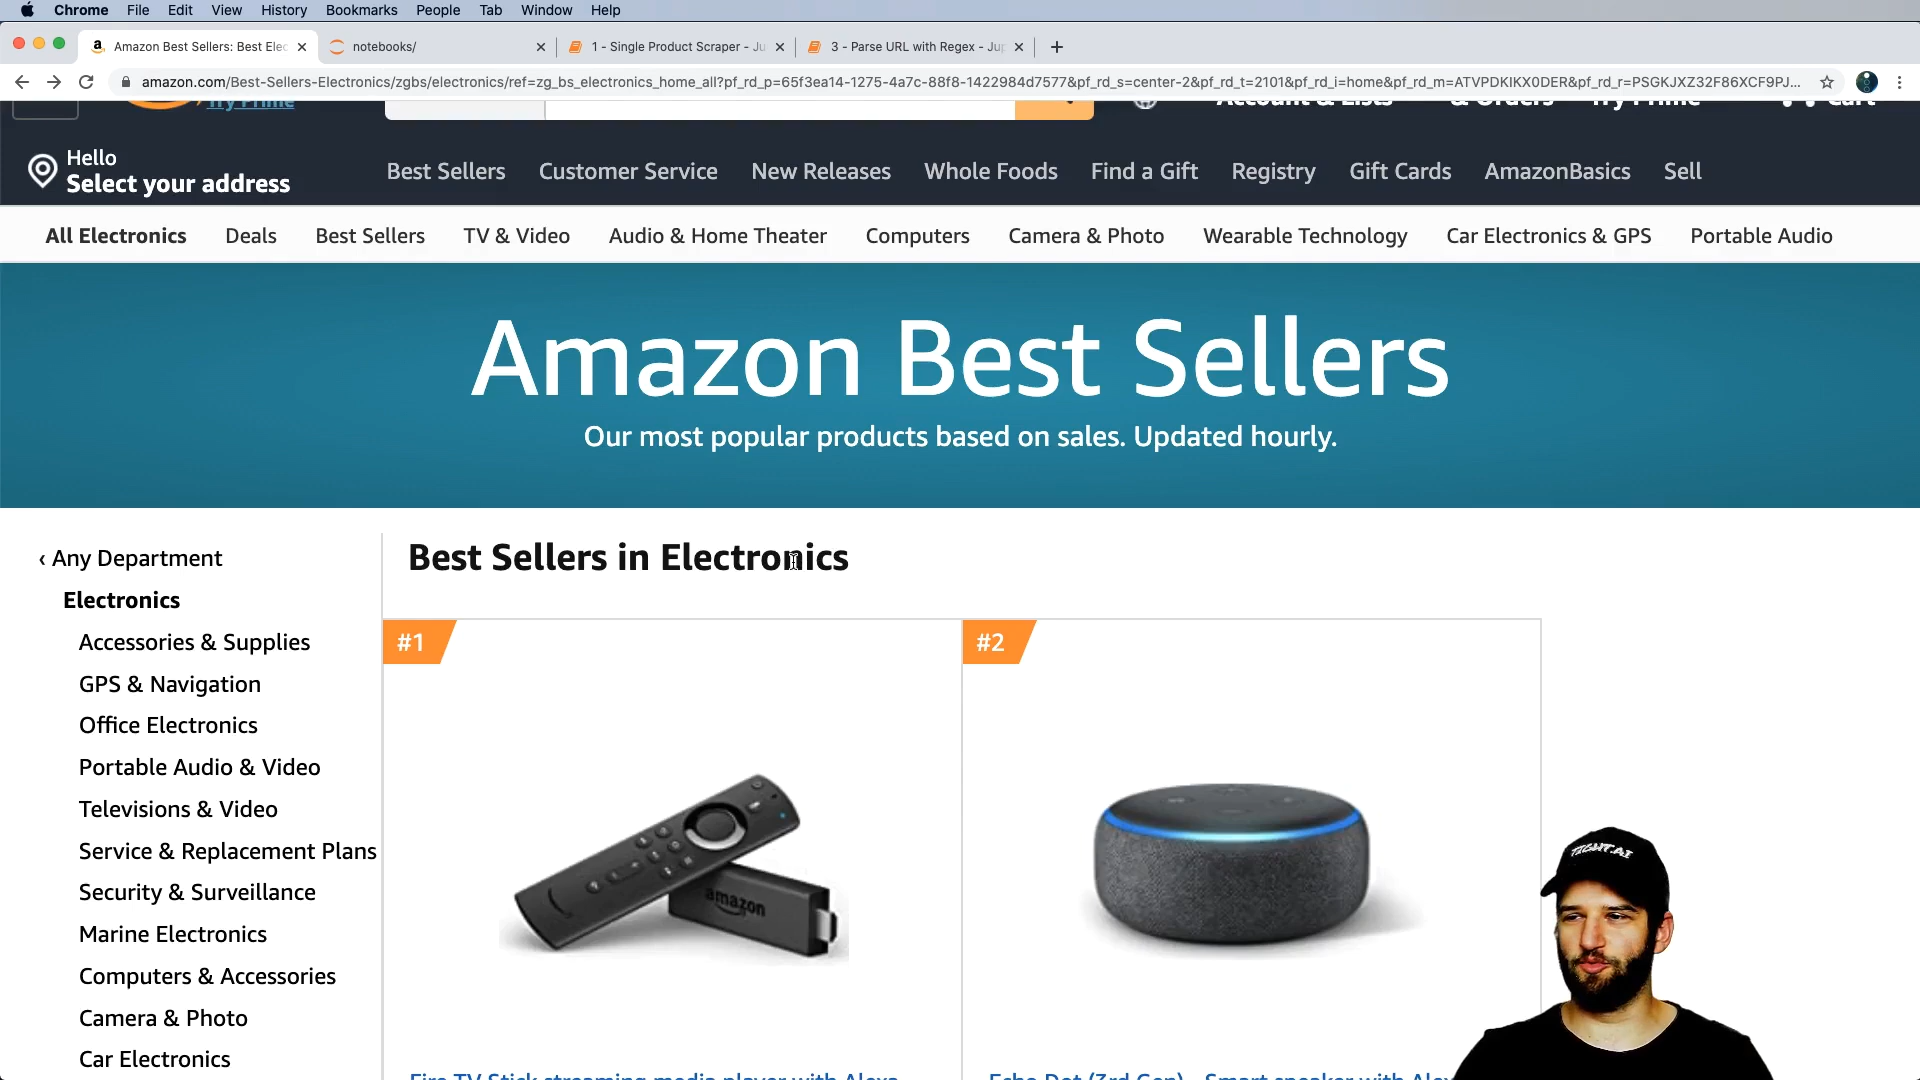 Chrome File Edit View History Bookmarks People Tab Window Help
Amazon Best Sellers: Best Elec
notebooks/
1 - Single Product Scraper - Ju
3 - Parse URL with Regex - Jup
amazon.com/Best-Sellers-Electronics/zgbs/electronics/ref=zg_bs_electronics_home_all?pf_rd_p=65f3ea14-1275-4a7c-88f8-1422984d7577&pf_rd_s=center-2&pf_rd_t=2101&pf_rd_i=home&pf_rd_m=ATVPDKIKX0DER&pf_rd_r=PSGKJXZ32F86XCF9PJ...
Try Prime
Account & Lists
& Orders
Try Prime
Cart
Hello
Select your address
Best Sellers Customer Service New Releases Whole Foods Find a Gift Registry Gift Cards AmazonBasics Sell
All Electronics Deals Best Sellers TV & Video Audio & Home Theater Computers Camera & Photo Wearable Technology Car Electronics & GPS Portable Audio
Amazon Best Sellers
Our most popular products based on sales. Updated hourly.
‹ Any Department
Electronics
Accessories & Supplies
GPS & Navigation
Office Electronics
Portable Audio & Video
Televisions & Video
Service & Replacement Plans
Security & Surveillance
Marine Electronics
Computers & Accessories
Camera & Photo
Car Electronics
Best Sellers in Electronics
#1
#2
amazon
Fire TV Stick streaming media player with Alexa
Echo Dot (3rd Gen) - Smart speaker with Alex
TIGHT.AI